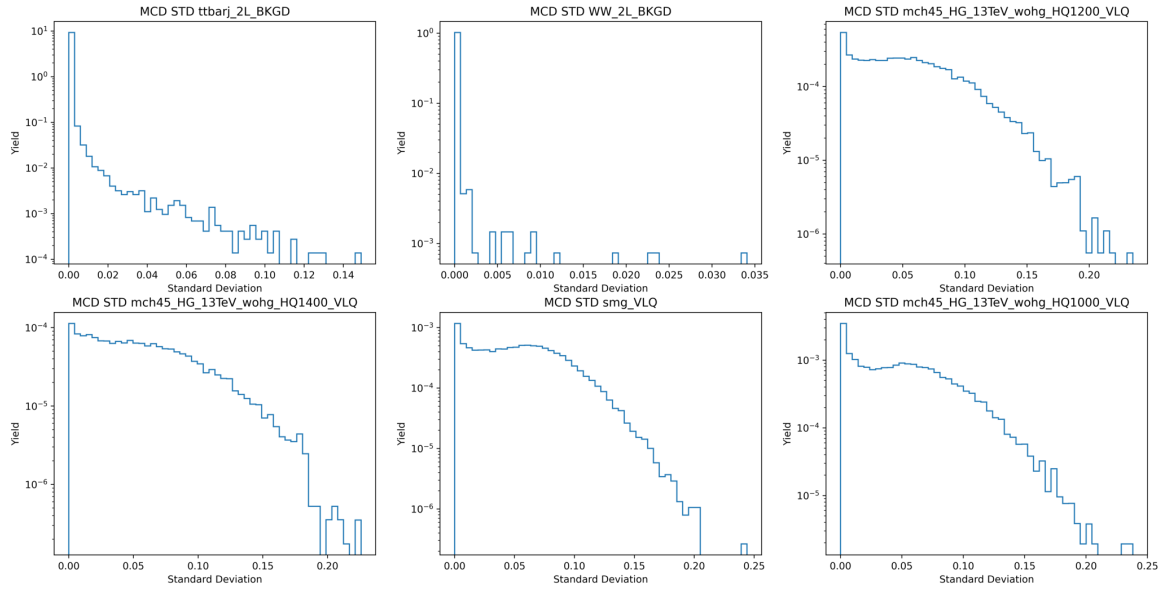 MCD STD ttbarj_2L_BKGD
MCD STD WW_2L_BKGD
MCD STD mch45_HG_13TeV_wohg_HQ1200_VLQ
Yield
10^1
10^0
10^-1
10^-2
10^-3
10^-4
0.00 0.02 0.04 0.06 0.08 0.10 0.12 0.14
Standard Deviation
Yield
10^0
10^-1
10^-2
10^-3
0.000 0.005 0.010 0.015 0.020 0.025 0.030 0.035
Standard Deviation
Yield
10^-4
10^-5
10^-6
0.00 0.05 0.10 0.15 0.20
Standard Deviation
MCD STD mch45_HG_13TeV_wohg_HQ1400_VLQ
MCD STD smg_VLQ
MCD STD mch45_HG_13TeV_wohg_HQ1000_VLQ
Yield
10^-4
10^-5
10^-6
0.00 0.05 0.10 0.15 0.20
Standard Deviation
Yield
10^-3
10^-4
10^-5
10^-6
0.00 0.05 0.10 0.15 0.20 0.25
Standard Deviation
Yield
10^-3
10^-4
10^-5
0.00 0.05 0.10 0.15 0.20 0.25
Standard Deviation